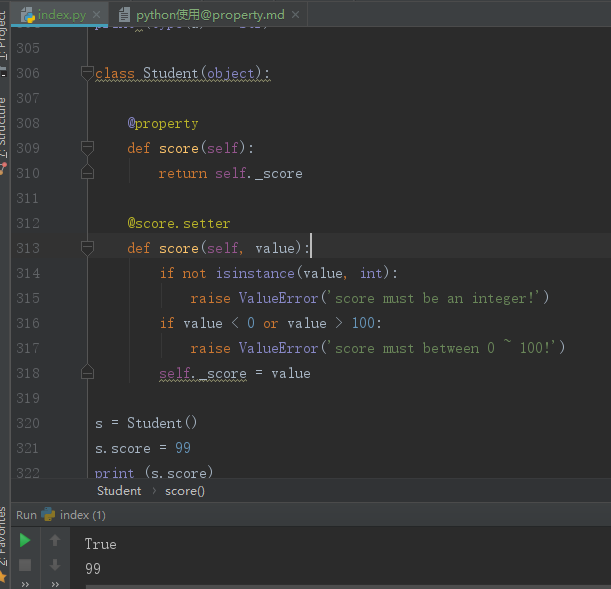 index.py
python使用@property.md
1: Project
7: Structure
2: Favorites
305
306 class Student(object):
307
308 @property
309 def score(self):
310 return self._score
311
312 @score.setter
313 def score(self, value):
314 if not isinstance(value, int):
315 raise ValueError('score must be an integer!')
316 if value < 0 or value > 100:
317 raise ValueError('score must between 0 ~ 100!')
318 self._score = value
319
320 s = Student()
321 s.score = 99
322 print (s.score)
Student › score()
Run index (1)
True
99